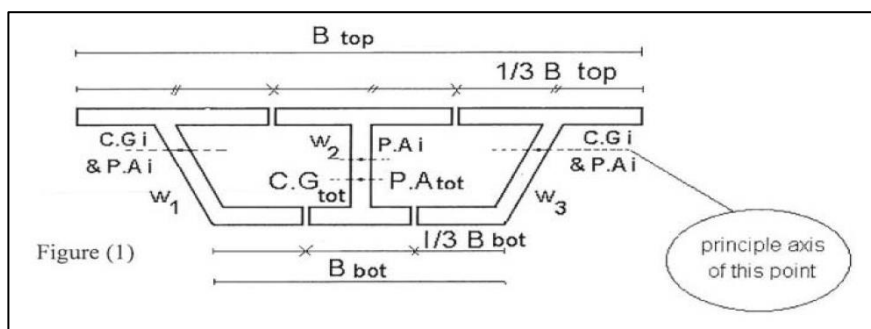 B top
1/3 B top
C.G i
& P.A i
W2
P.A i
C.G i
& P.A i
C.G tot
P.A tot
W1
W3
Figure (1)
1/3 B bot
B bot
principle axis
of this point